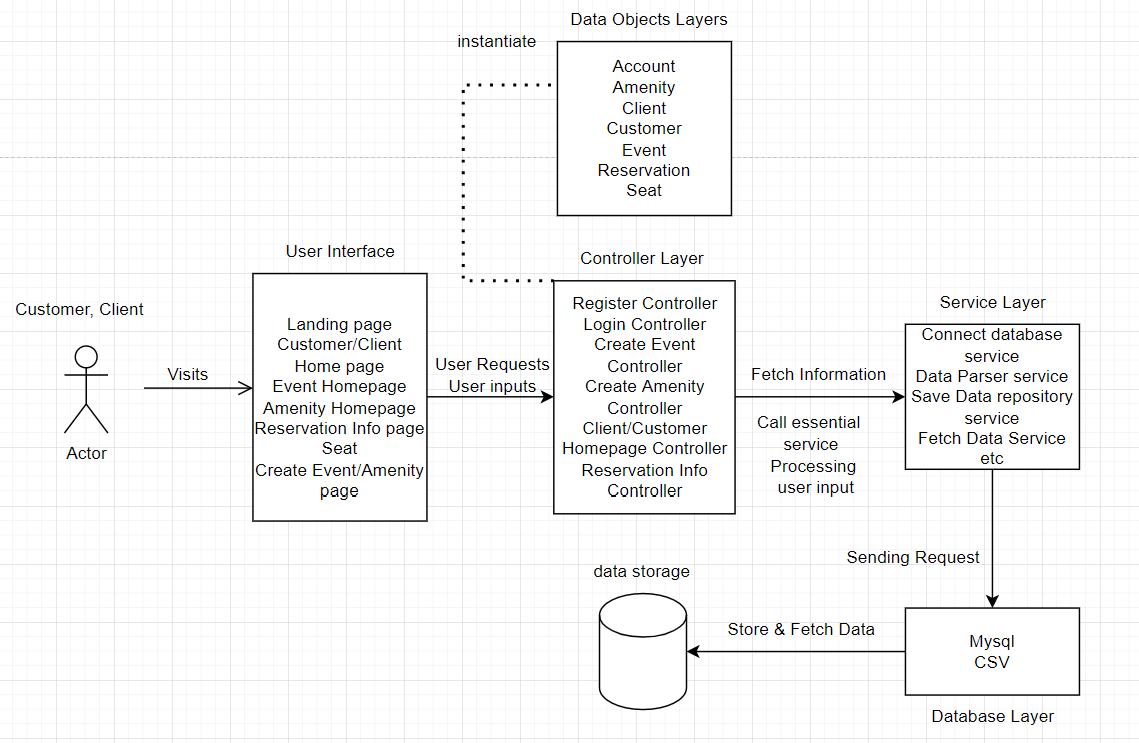 Data Objects Layers
instantiate
Account
Amenity
Client
Customer
Event
Reservation
Seat
User Interface
Controller Layer
Customer, Client
Actor
Visits
Landing page
Customer/Client
Home page
Event Homepage
Amenity Homepage
Reservation Info page
Seat
Create Event/Amenity
page
User Requests
User inputs
Register Controller
Login Controller
Create Event
Controller
Create Amenity
Controller
Client/Customer
Homepage Controller
Reservation Info
Controller
Fetch Information
Call essential
service
Processing
user input
Service Layer
Connect database
service
Data Parser service
Save Data repository
service
Fetch Data Service
etc
Sending Request
data storage
Store & Fetch Data
Mysql
CSV
Database Layer